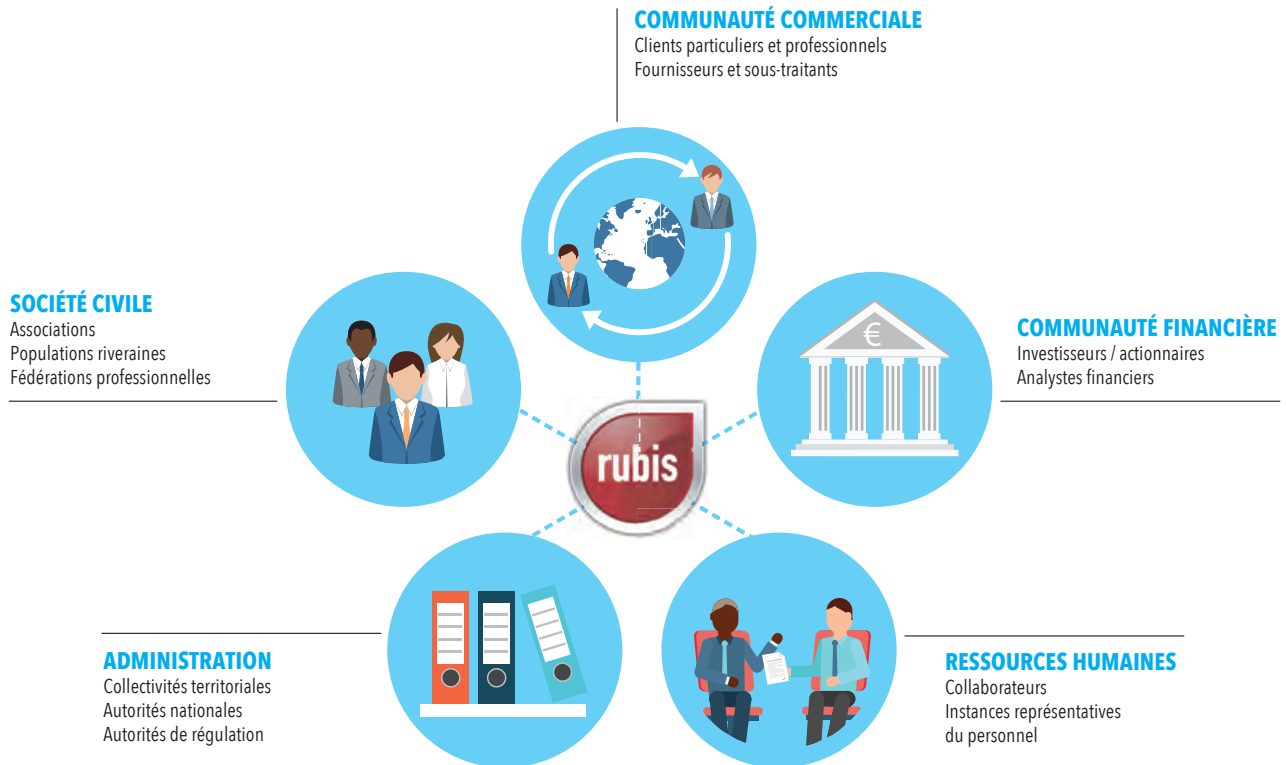 COMMUNAUTÉ COMMERCIALE
Clients particuliers et professionnels
Fournisseurs et sous-traitants
SOCIÉTÉ CIVILE
Associations
Populations riveraines
Fédérations professionnelles
€
COMMUNAUTÉ FINANCIÈRE
Investisseurs / actionnaires
Analystes financiers
rubis
ADMINISTRATION
Collectivités territoriales
Autorités nationales
Autorités de régulation
RESSOURCES HUMAINES
Collaborateurs
Instances représentatives
du personnel